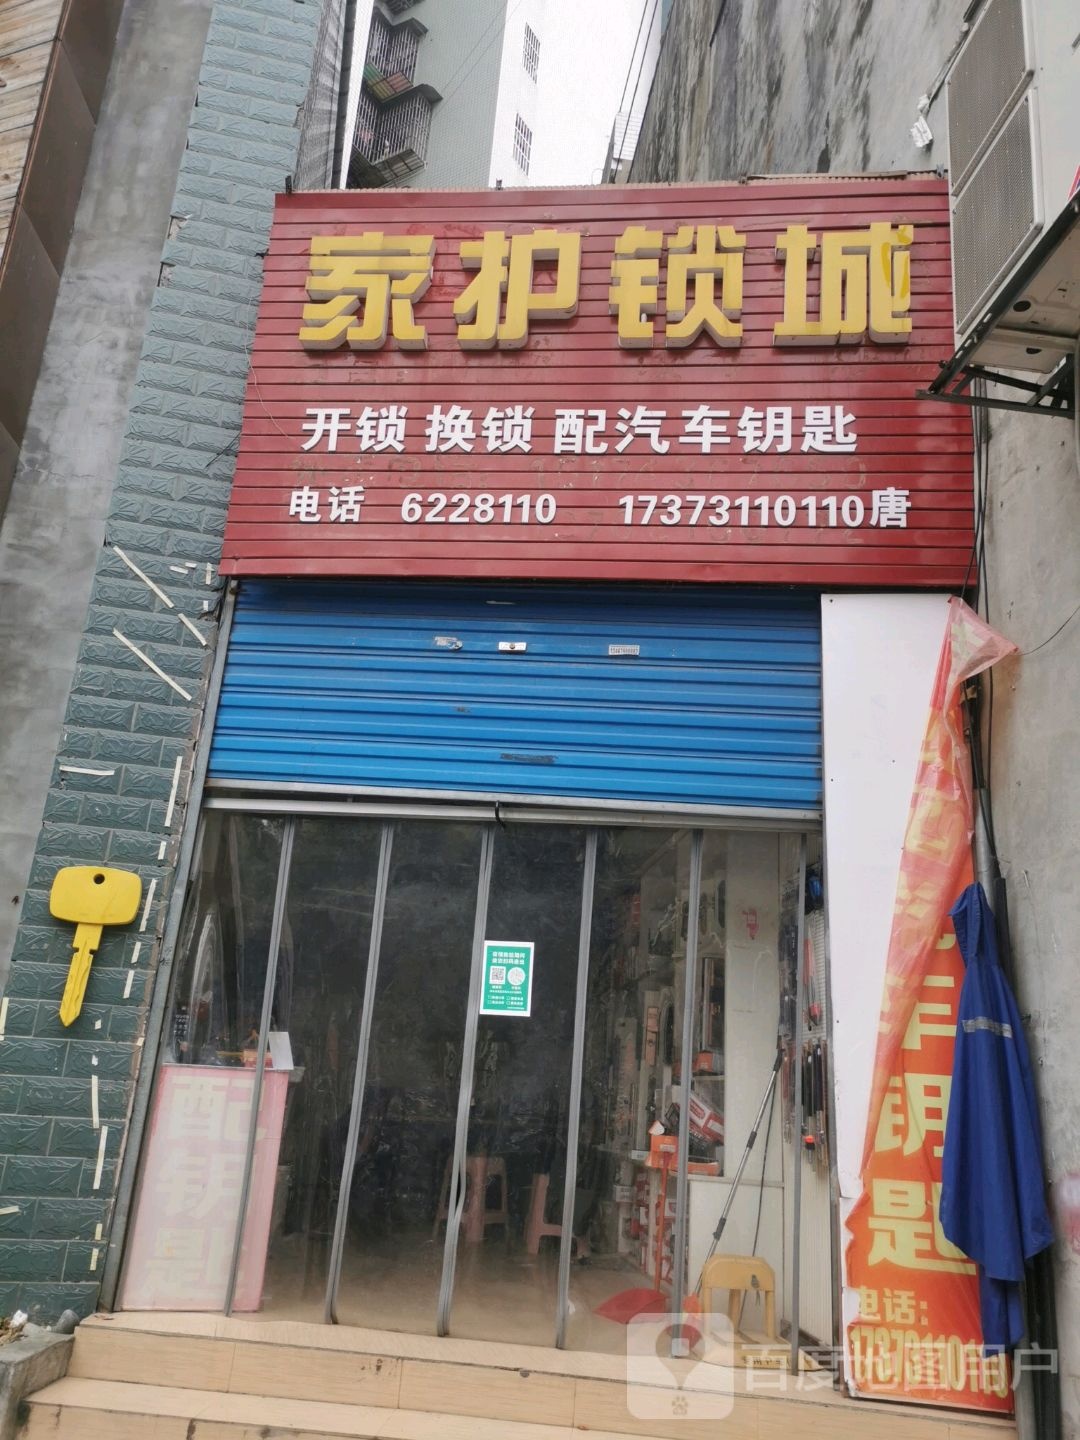 家护锁城
开锁 换锁 配汽车钥匙
电话 6228110 17373110110唐
配钥匙
车钥匙
电话:
17373110110
百度地图用户